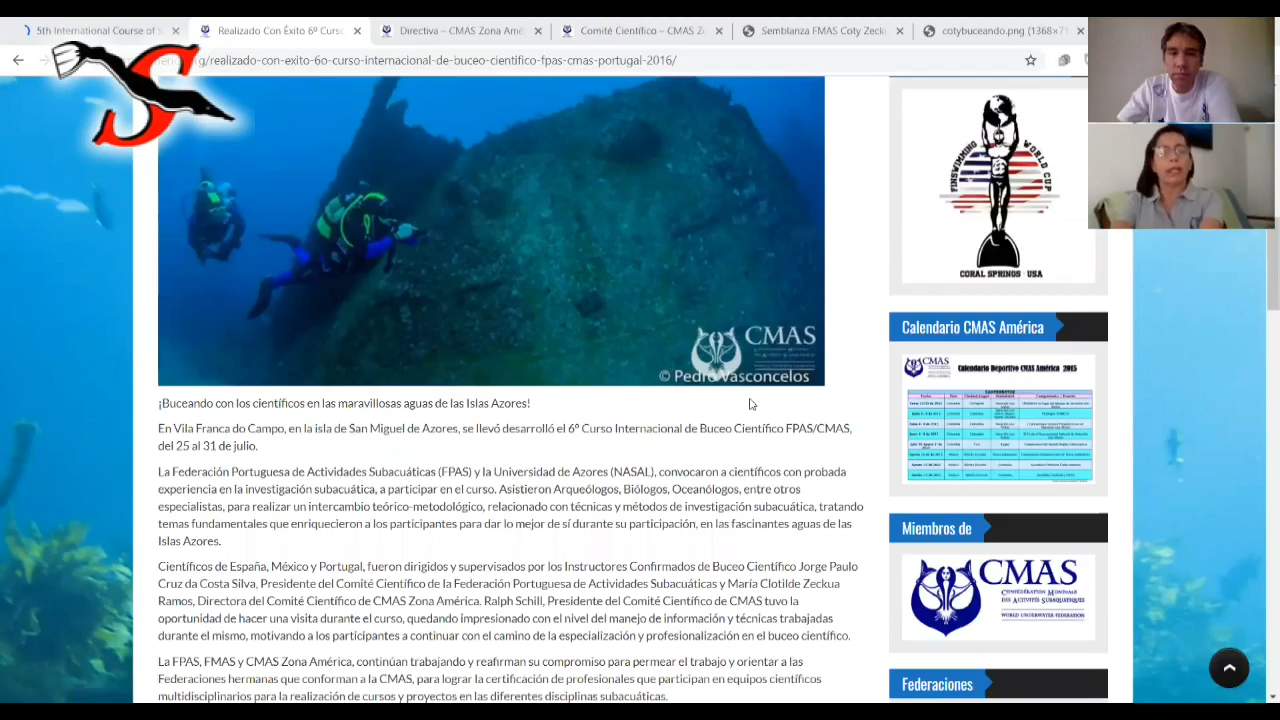 5th International Course of S
Realizado Con Éxito 6º Curso
Directiva – CMAS Zona Amé
Comité Científico – CMAS Z
Semblanza FMAS Coty Zecku
cotybuceando.png (1368×71
g/realizado-con-exito-6o-curso-internacional-de-buceo-cientifico-fpas-cmas-portugal-2016/
S
FINSWIMMING WORLD CUP
CORAL SPRINGS · USA
CMAS
© Pedro Vasconcelos
Calendario CMAS América
CMAS
Calendario Deportivo CMAS América 2015
¡Buceando con los científicos en las maravillosas aguas de las Islas Azores!
En Vila Franca do Campo, en la isla de San Miguel de Azores, se llevó desarrolló el 6º Curso Internacional de Buceo Científico FPAS/CMAS,
del 25 al 31 de julio.
La Federación Portuguesa de Actividades Subacuáticas (FPAS) y la Universidad de Azores (NASAL), convocaron a científicos con probada
experiencia en la investigación subacuática, a participar en el curso. Asistieron Arqueólogos, Biólogos, Oceanólogos, entre otros
especialistas, para realizar un intercambio teórico-metodológico, relacionado con técnicas y métodos de investigación subacuática, tratando
temas fundamentales que enriquecieron a los participantes para dar lo mejor de sí durante su participación, en las fascinantes aguas de las
Islas Azores.
Científicos de España, México y Portugal, fueron dirigidos y supervisados por los Instructores Confirmados de Buceo Científico Jorge Paulo
Cruz da Costa Silva, Presidente del Comité Científico de la Federación Portuguesa de Actividades Subacuáticas y María Clotilde Zeckua
Ramos, Directora del Comité Científico de CMAS Zona América. Ralph Schill, Presidente del Comité Científico de CMAS tuvo la
oportunidad de hacer una visita durante el curso, quedando impresionado con el nivel del manejo de información y técnicas trabajadas
durante el mismo, motivando a los participantes a continuar con el camino de la especialización y profesionalización en el buceo científico.
La FPAS, FMAS y CMAS Zona América, continúan trabajando y reafirman su compromiso para permear el trabajo y orientar a las
Federaciones hermanas que conforman a la CMAS, para lograr la certificación de profesionales que participan en equipos científicos
multidisciplinarios para la realización de cursos y proyectos en las diferentes disciplinas subacuáticas.
Miembros de
CMAS
CONFÉDÉRATION MONDIALE
DES ACTIVITÉS SUBAQUATIQUES
WORLD UNDERWATER FEDERATION
Federaciones